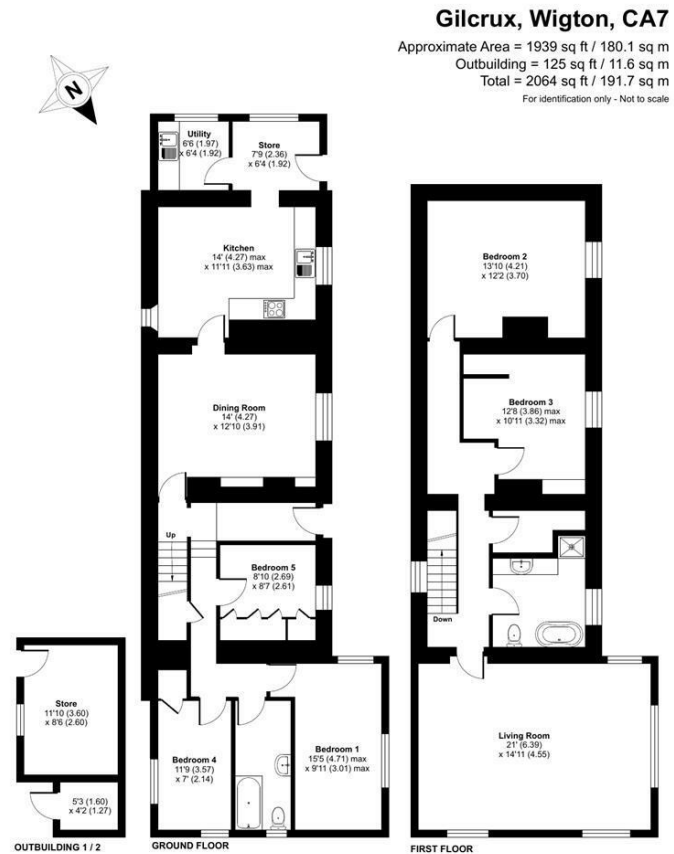 Gilcrux, Wigton, CA7
Approximate Area = 1939 sq ft / 180.1 sq m
Outbuilding = 125 sq ft / 11.6 sq m
Total = 2064 sq ft / 191.7 sq m
For identification only - Not to scale
N
Utility
6'6 (1.97)
x 6'4 (1.92)
Store
7'9 (2.36)
x 6'4 (1.92)
Kitchen
14' (4.27) max
x 11'11 (3.63) max
Dining Room
14' (4.27)
x 12'10 (3.91)
Up
Bedroom 5
8'10 (2.69)
x 8'7 (2.61)
Bedroom 4
11'9 (3.57)
x 7' (2.14)
Bedroom 1
15'5 (4.71) max
x 9'11 (3.01) max
Store
11'10 (3.60)
x 8'6 (2.60)
5'3 (1.60)
x 4'2 (1.27)
OUTBUILDING 1 / 2
GROUND FLOOR
Bedroom 2
13'10 (4.21)
x 12'2 (3.70)
Bedroom 3
12'8 (3.86) max
x 10'11 (3.32) max
Down
Living Room
21' (6.39)
x 14'11 (4.55)
FIRST FLOOR